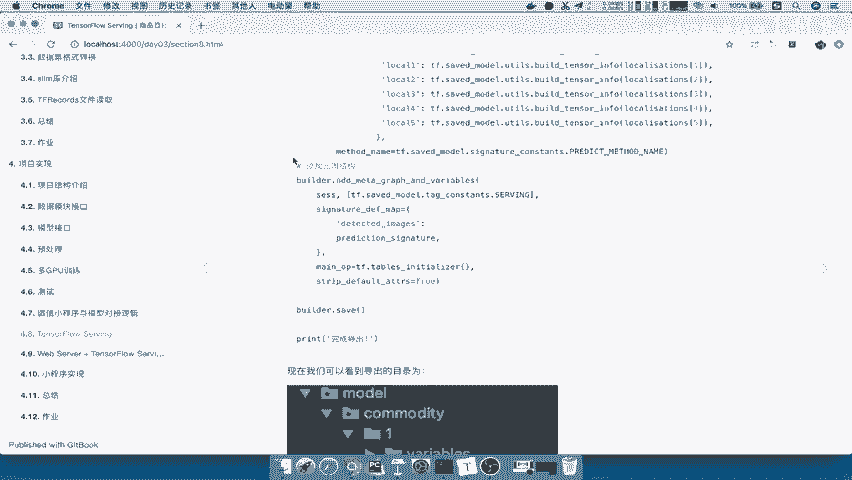 Chrome 文件 修改 视图 历史记录 书签 其他人 电动窗 帮助 100%
TensorFlow Serving
localhost:4000/day03/section8.html
3.3. 数据集格式转换
3.4. slim库介绍
3.5. TFRecords文件读取
3.6. 总结
3.7. 作业
4. 项目实现
4.1. 项目结构介绍
4.2. 数据模块接口
4.3. 模型接口
4.4. 预处理
4.5. 多GPU训练
4.6. 测试
4.7. 微信小程序与模型对接逻辑
4.8. TensorFlow Serving
4.9. Web Server + TensorFlow Servi...
4.10. 小程序实现
4.11. 总结
4.12. 作业
Published with GitBook
'local1': tf.saved_model.utils.build_tensor_info(localisations[1]),
'local2': tf.saved_model.utils.build_tensor_info(localisations[2]),
'local3': tf.saved_model.utils.build_tensor_info(localisations[3]),
'local4': tf.saved_model.utils.build_tensor_info(localisations[4]),
'local5': tf.saved_model.utils.build_tensor_info(localisations[5]),
},
method_name=tf.saved_model.signature_constants.PREDICT_METHOD_NAME)
builder.add_meta_graph_and_variables(
sess, [tf.saved_model.tag_constants.SERVING],
signature_def_map={
'detected_images':
prediction_signature,
},
main_op=tf.tables_initializer(),
strip_default_attrs=True)
builder.save()
print("完成导出!")
现在我们可以看到导出的目录为:
model
commodity
1
variables